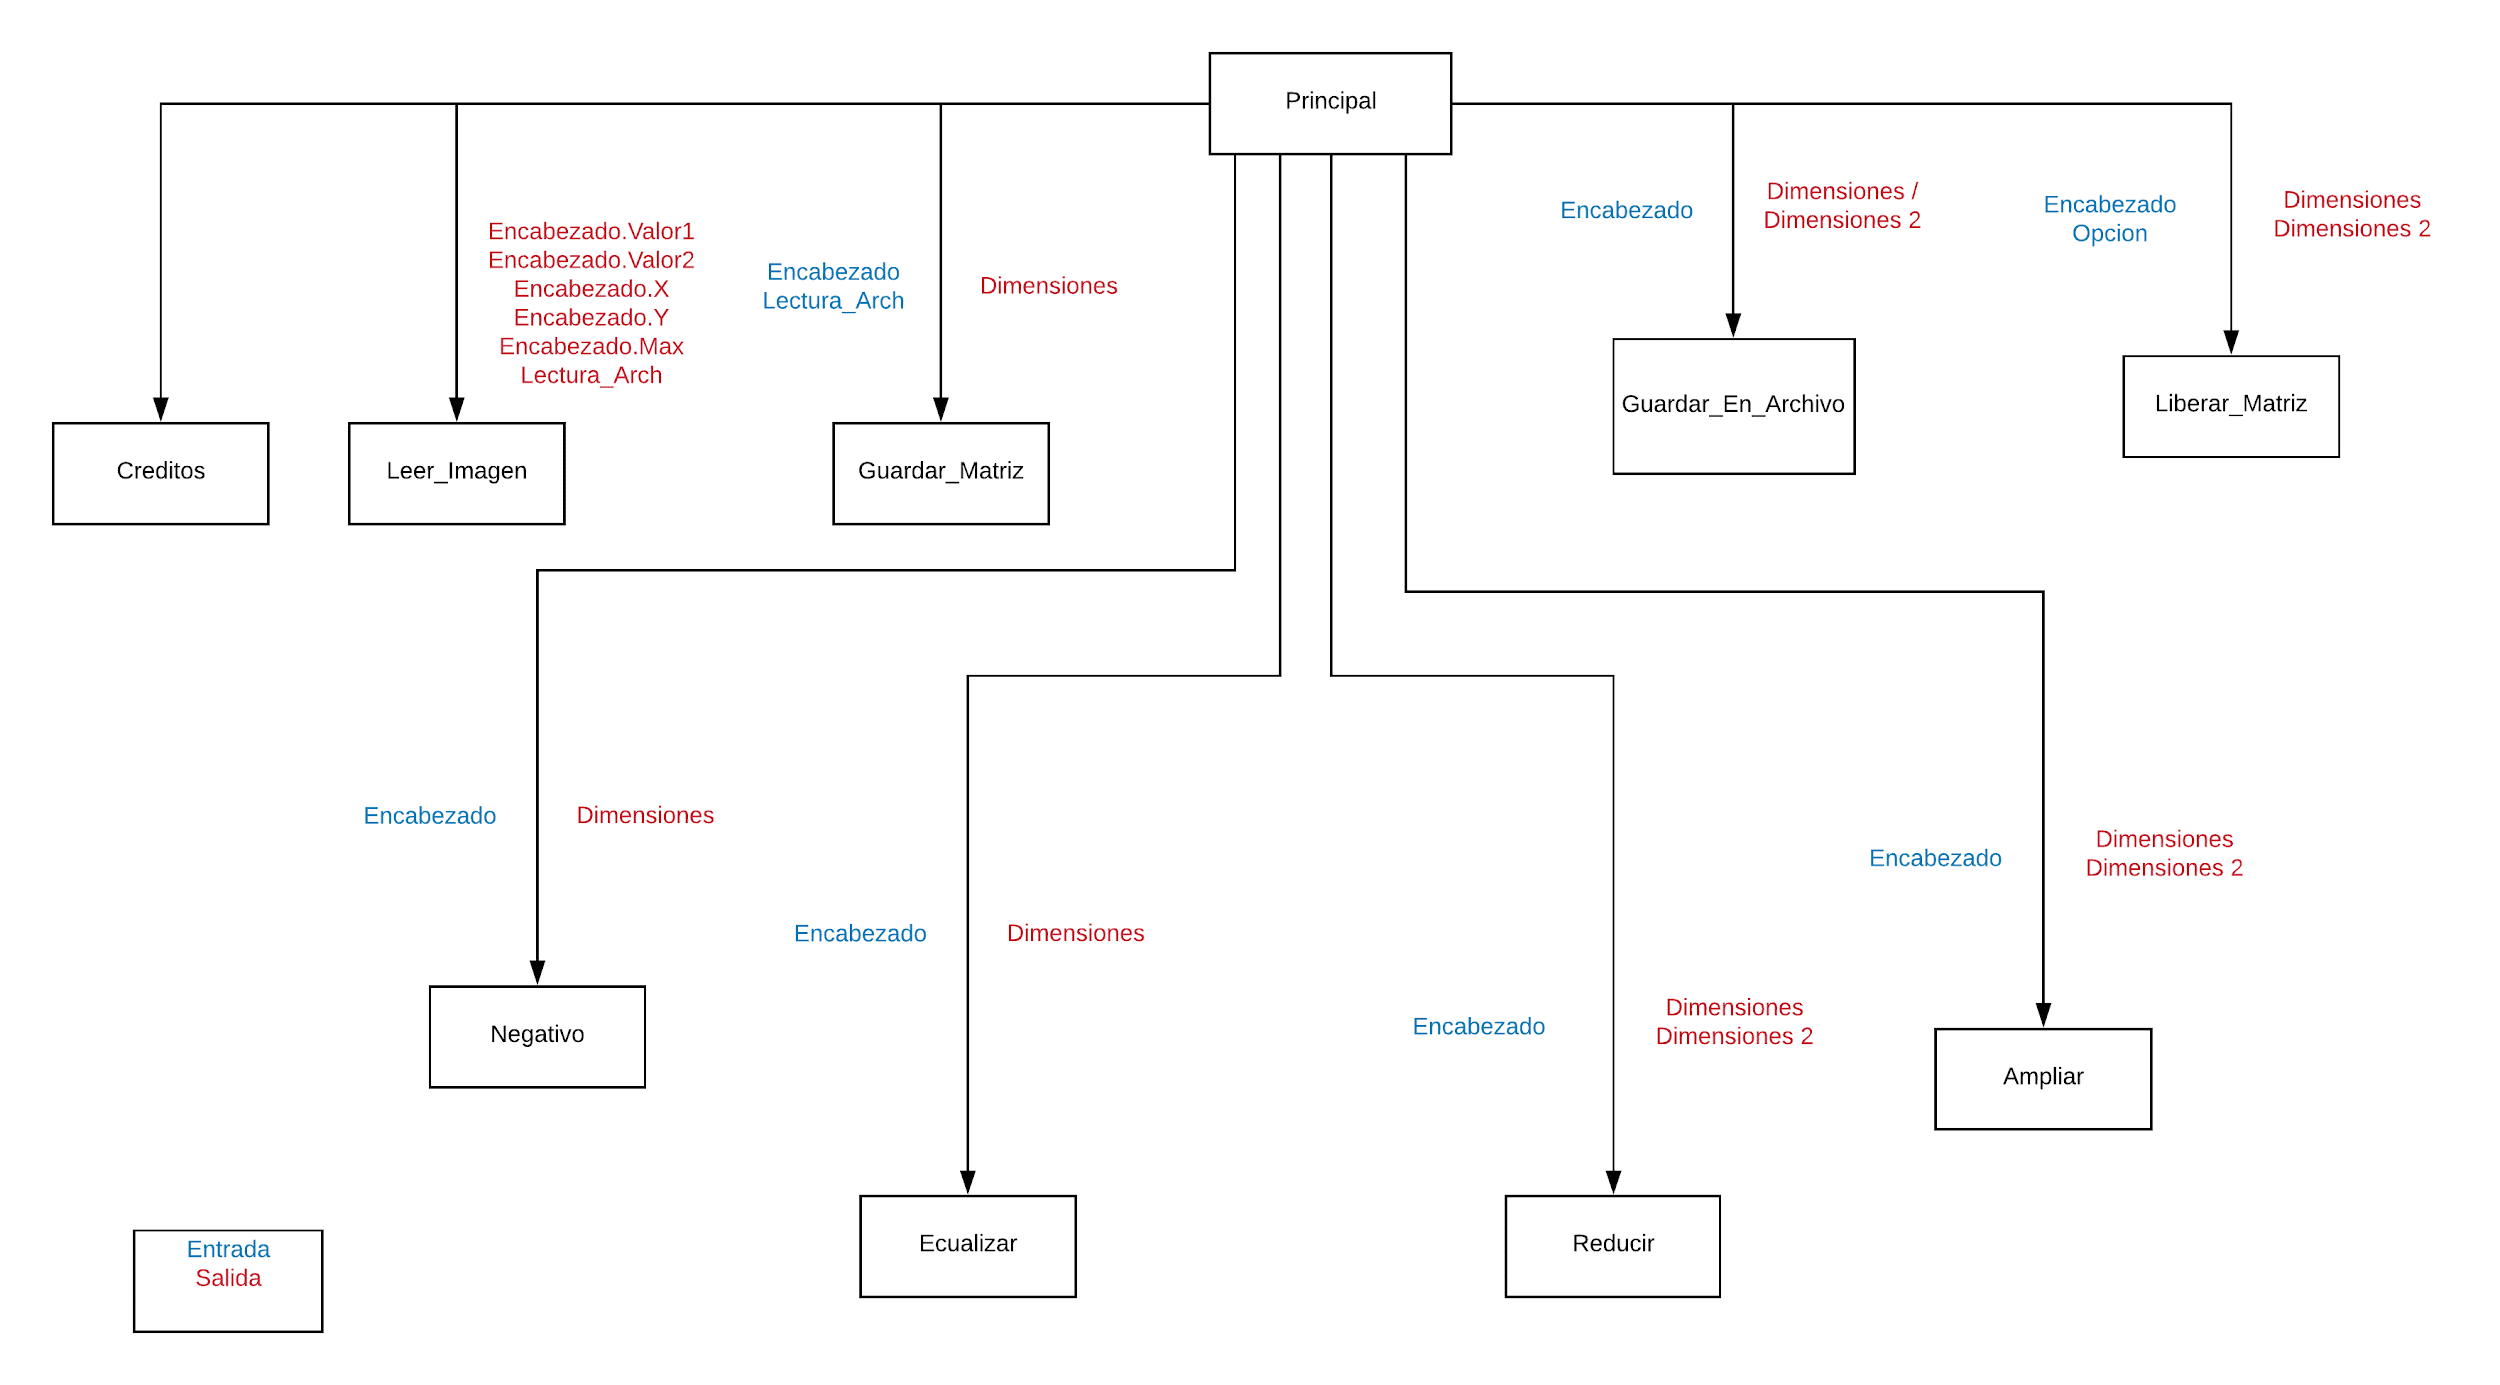 Principal
Encabezado.Valor1
Encabezado.Valor2
Encabezado.X
Encabezado.Y
Encabezado.Max
Lectura_Arch
Encabezado
Lectura_Arch
Dimensiones
Encabezado
Dimensiones /
Dimensiones 2
Encabezado
Opcion
Dimensiones
Dimensiones 2
Creditos
Leer_Imagen
Guardar_Matriz
Guardar_En_Archivo
Liberar_Matriz
Encabezado
Dimensiones
Encabezado
Dimensiones
Encabezado
Dimensiones
Dimensiones 2
Encabezado
Dimensiones
Dimensiones 2
Negativo
Ampliar
Ecualizar
Reducir
Entrada
Salida